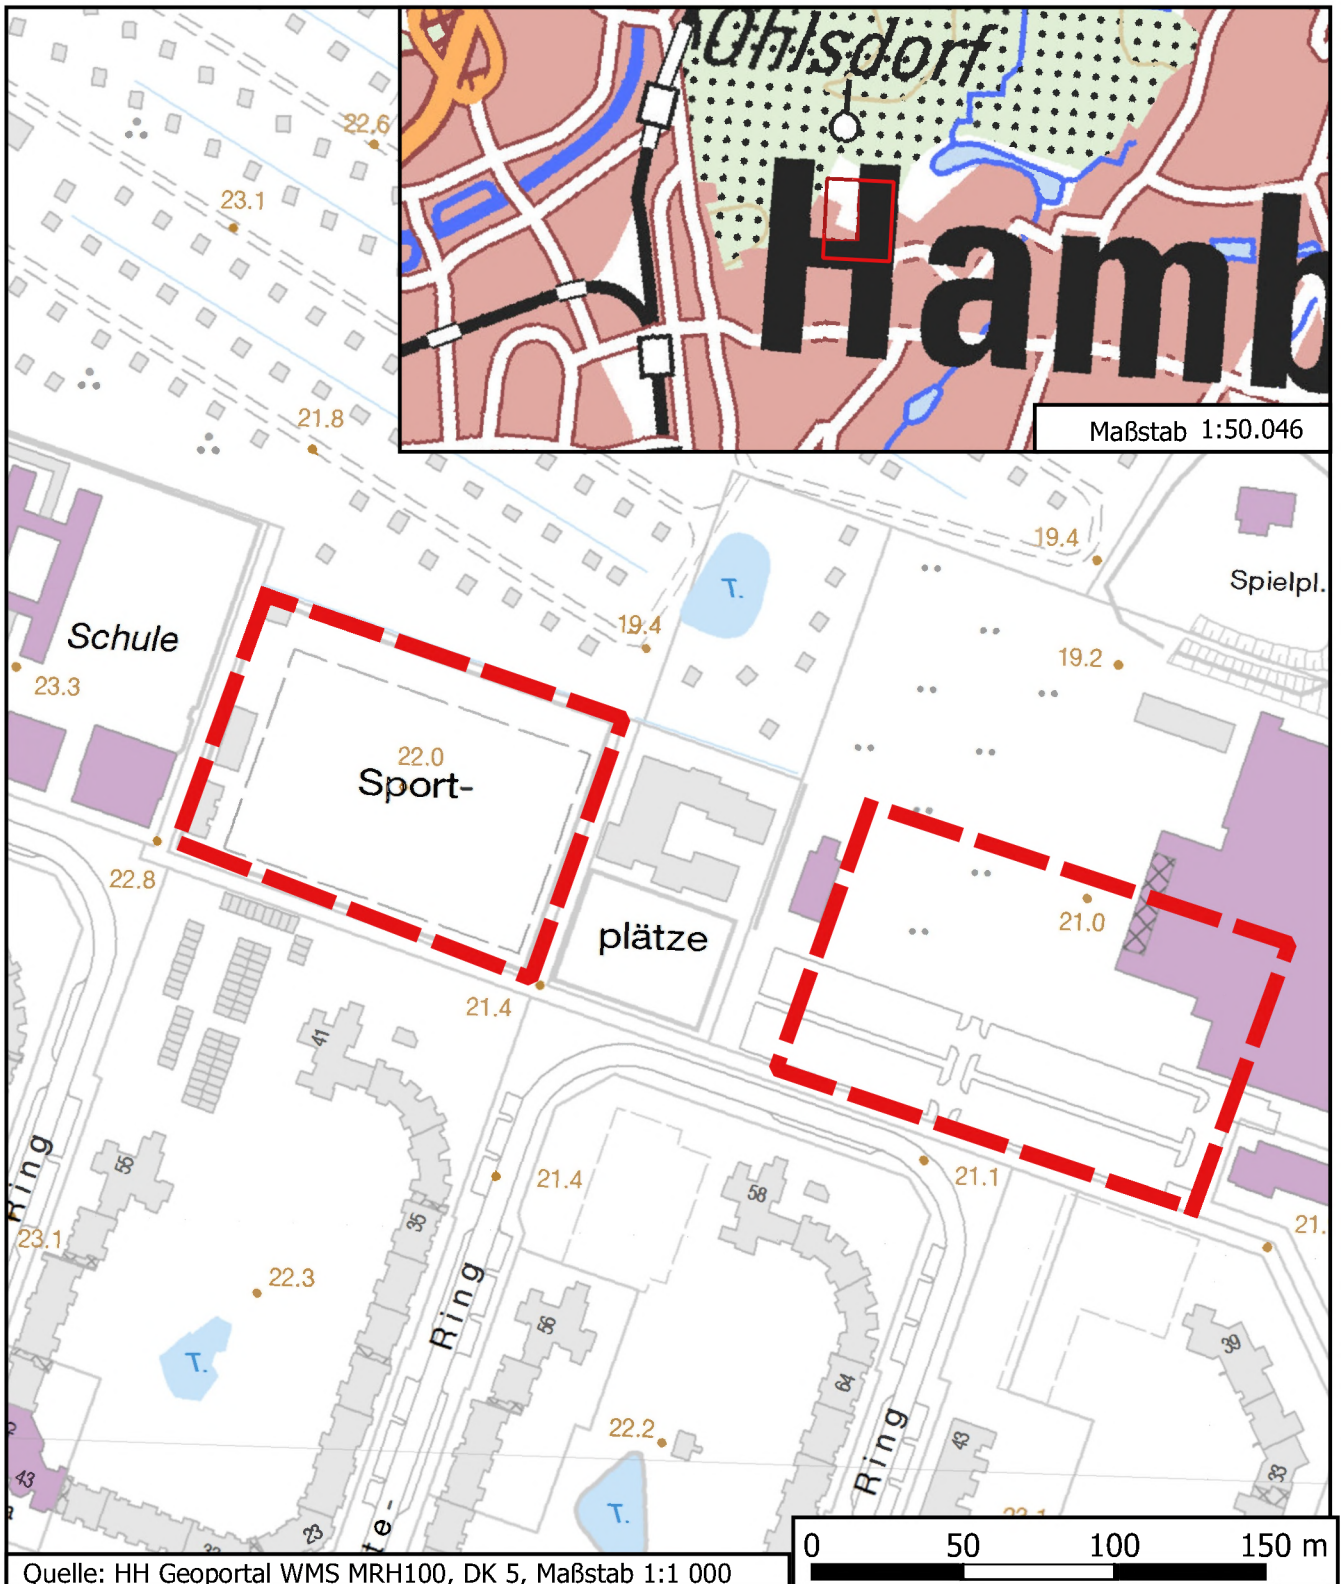 Ohlsdorf
Hamb
Maßstab 1:50.046
22.6
23.1
21.8
19.4
Spielpl.
T.
19.4
Schule
19.2
23.3
22.0
Sport-
22.8
21.0
plätze
21.4
41
55
Ring
21.4
21.1
58
35
21.
23.1
22.3
Ring
56
39
T.
64
22.2
Ring
43
43
33
T.
23
te-
0 50 100 150 m
Quelle: HH Geoportal WMS MRH100, DK 5, Maßstab 1:1 000